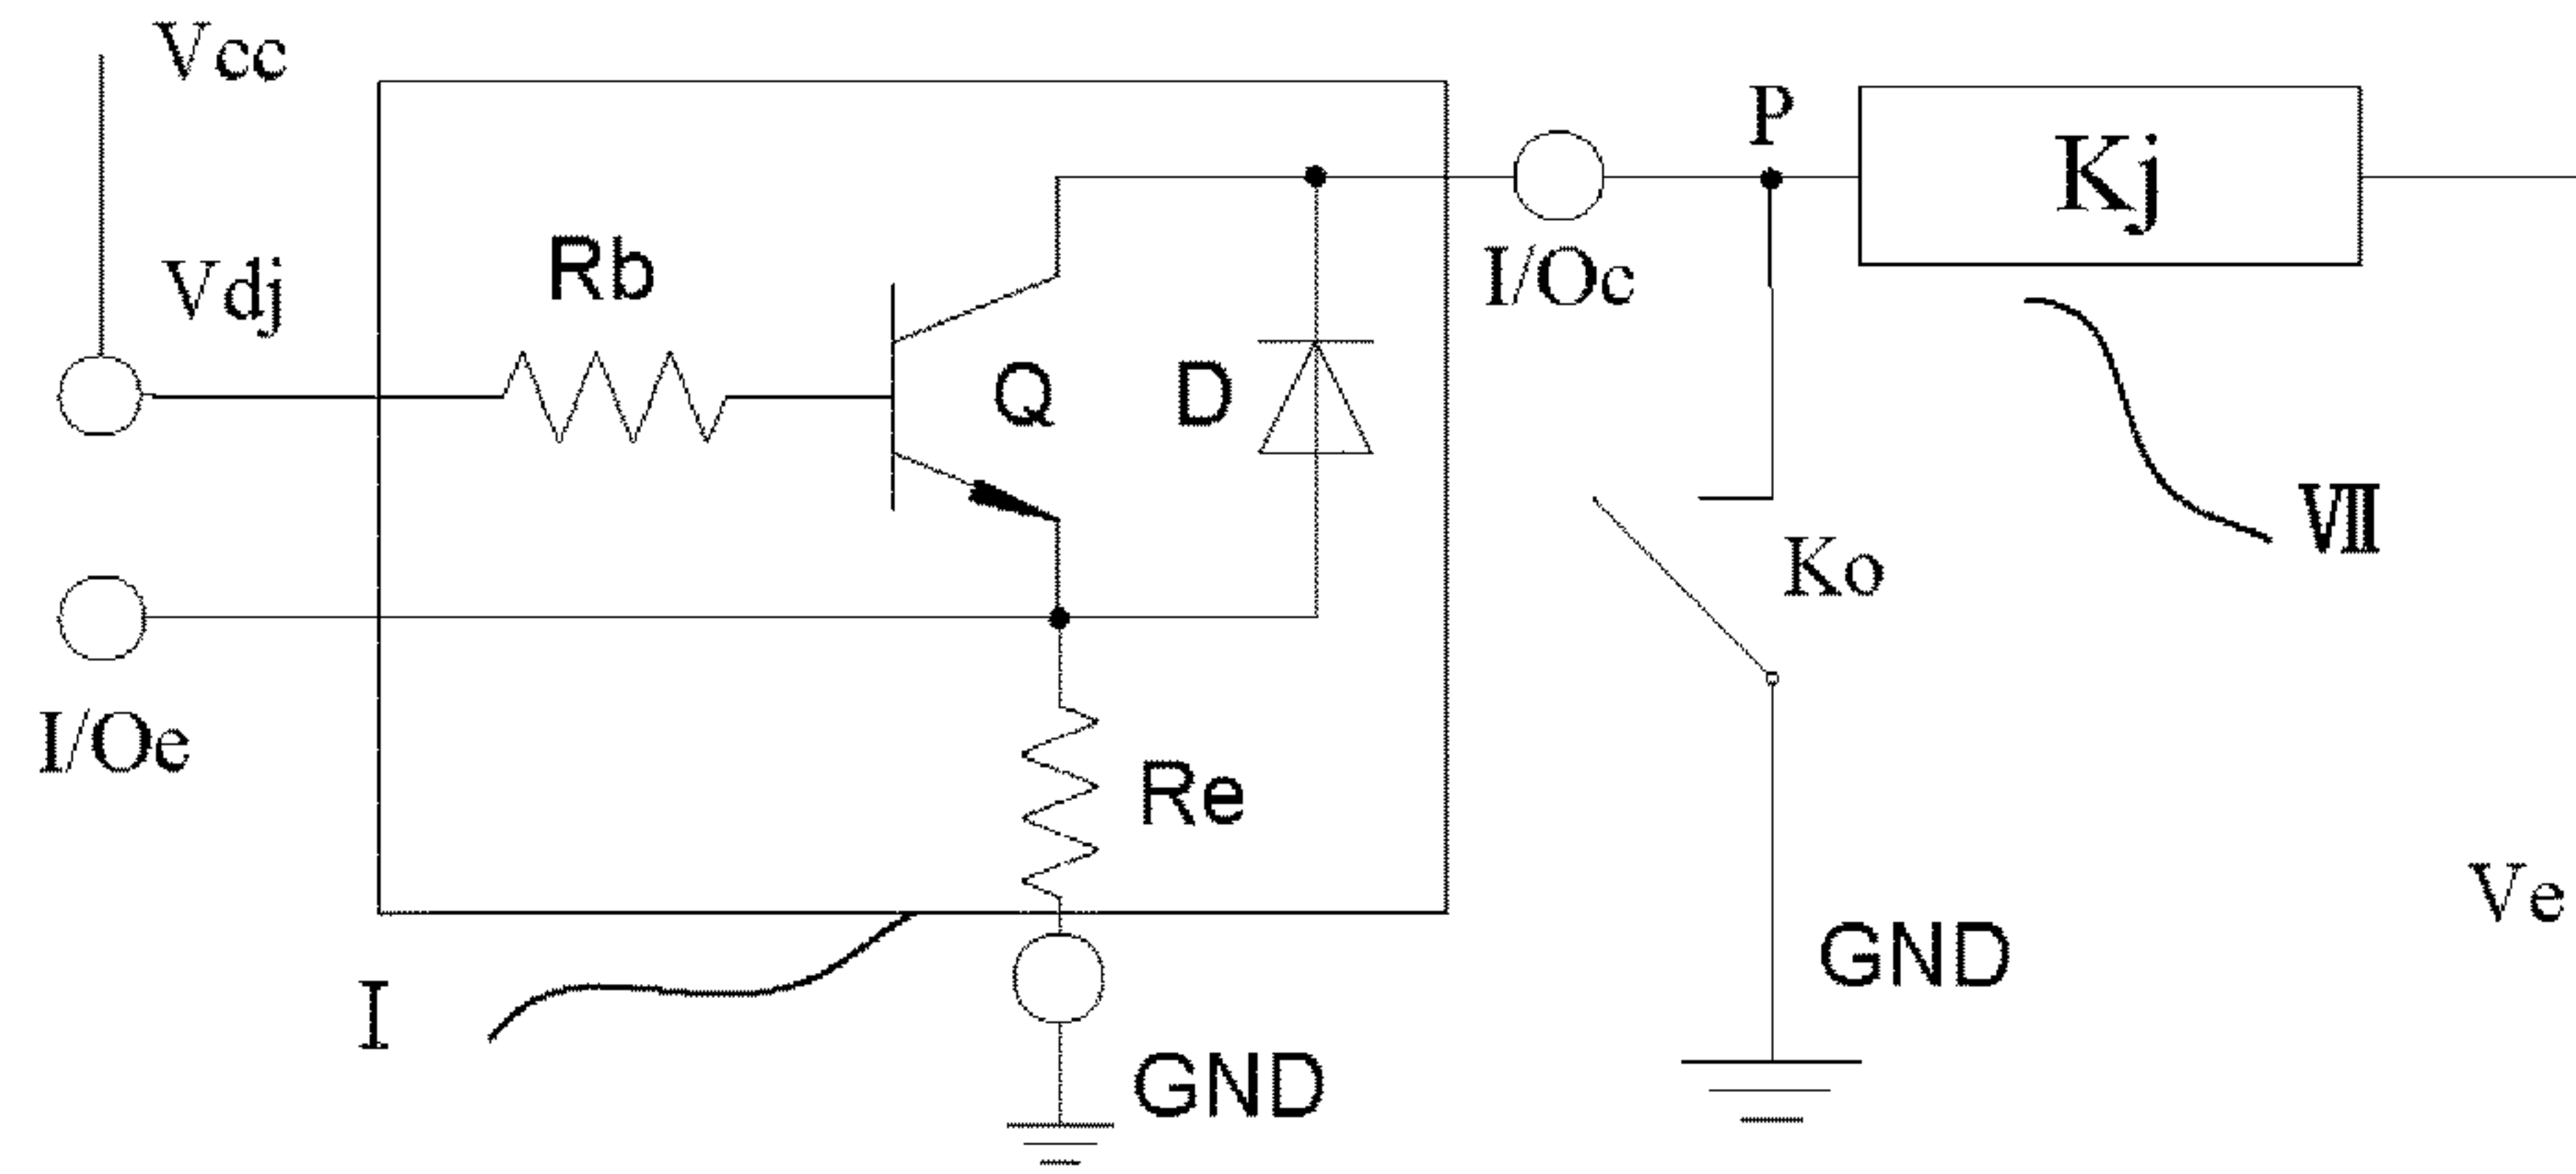 Vcc
P
Kj
Vdj
Rb
I/Oc
Q
D
Ⅶ
Ko
I/Oe
Re
Ve
GND
I
GND